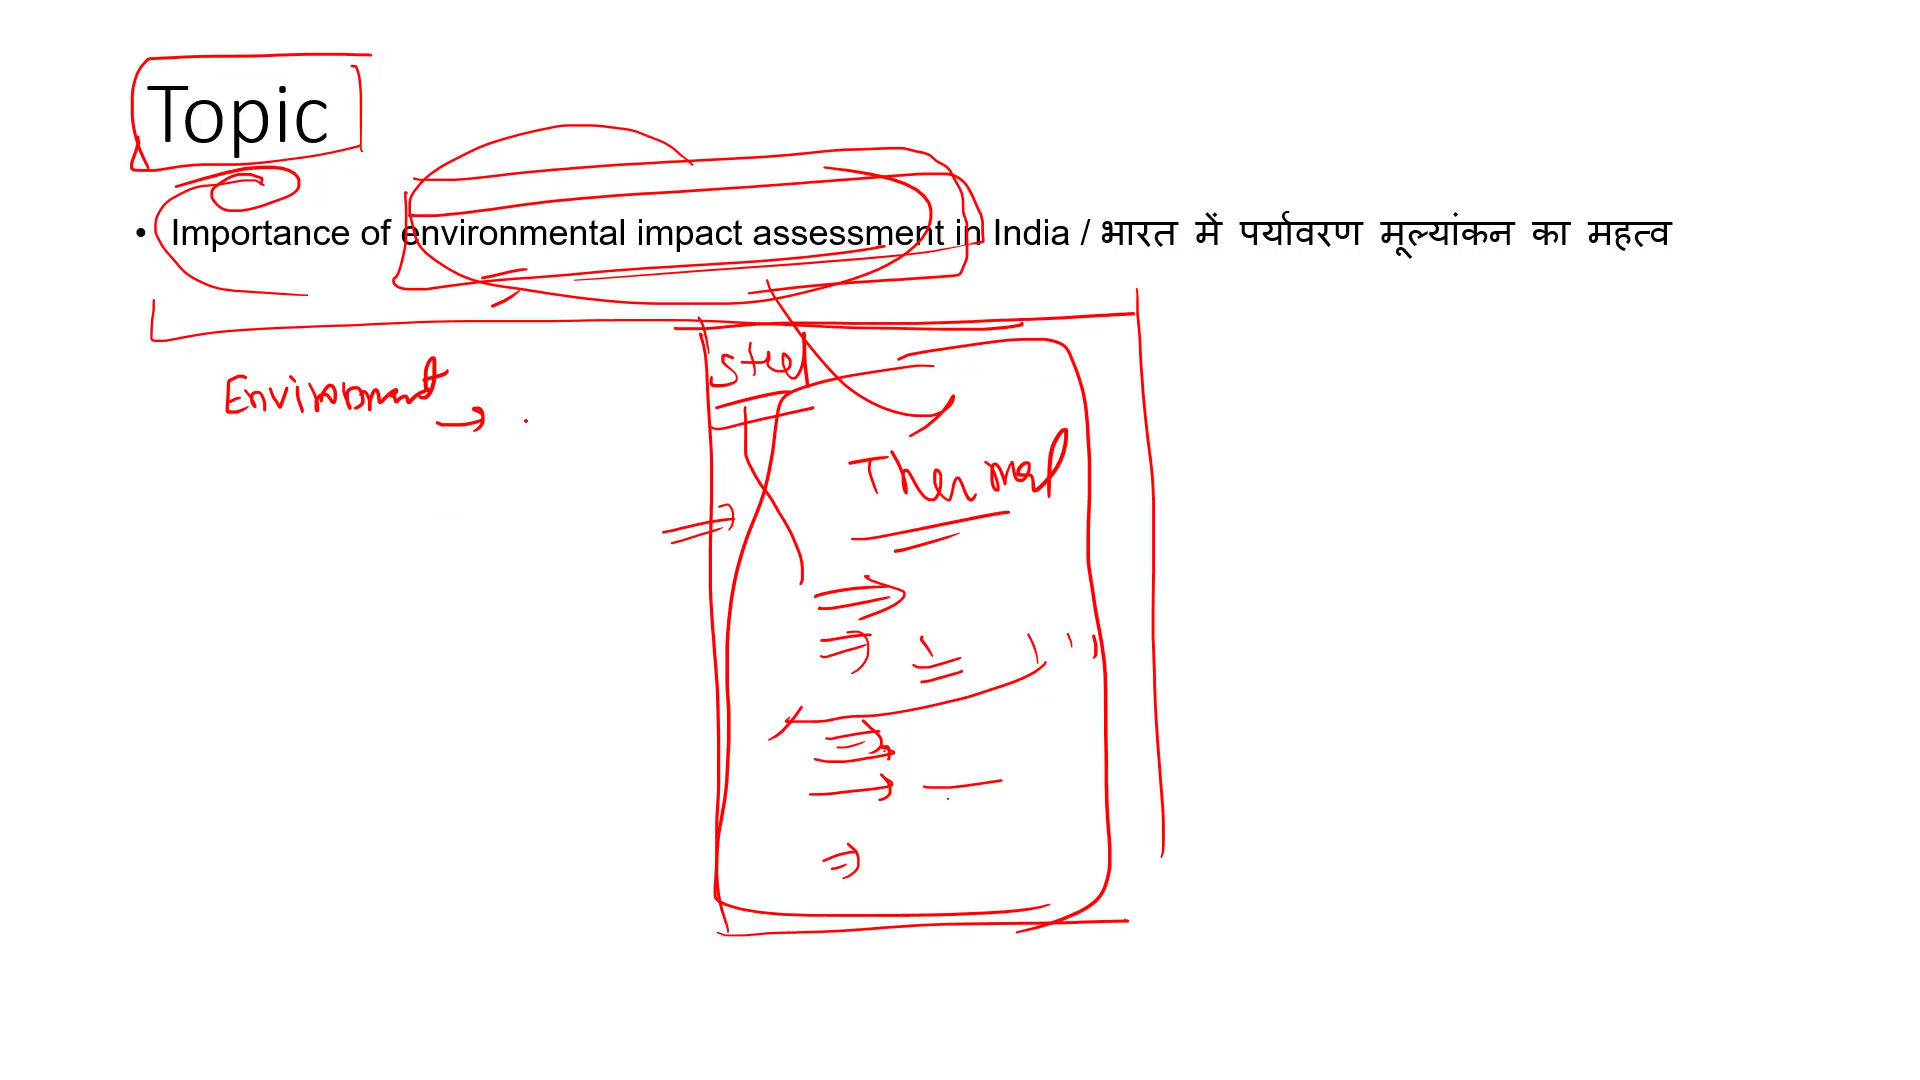 Topic
• Importance of environmental impact assessment in India / भारत में पर्यावरण मूल्यांकन का महत्व
Steel
Environment
Thermal